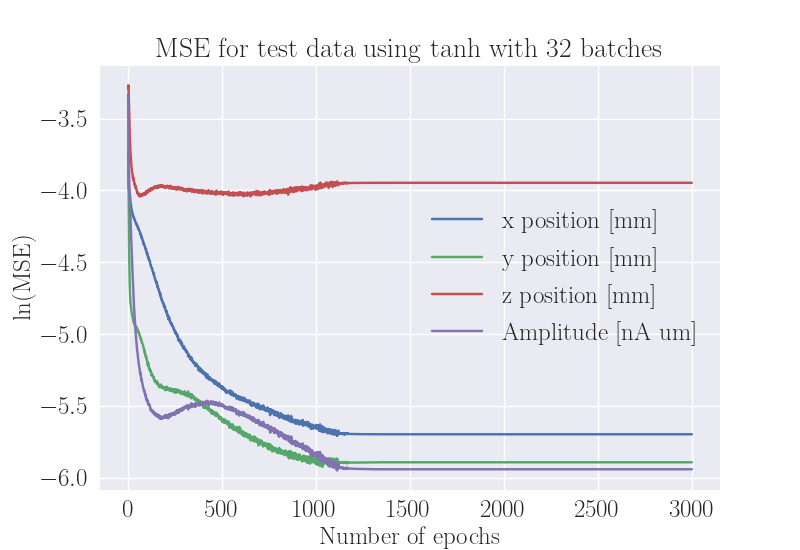 MSE for test data using tanh with 32 batches
−3.5
−4.0
−4.5
−5.0
−5.5
−6.0
ln(MSE)
x position [mm]
y position [mm]
z position [mm]
Amplitude [nA um]
0 500 1000 1500 2000 2500 3000
Number of epochs